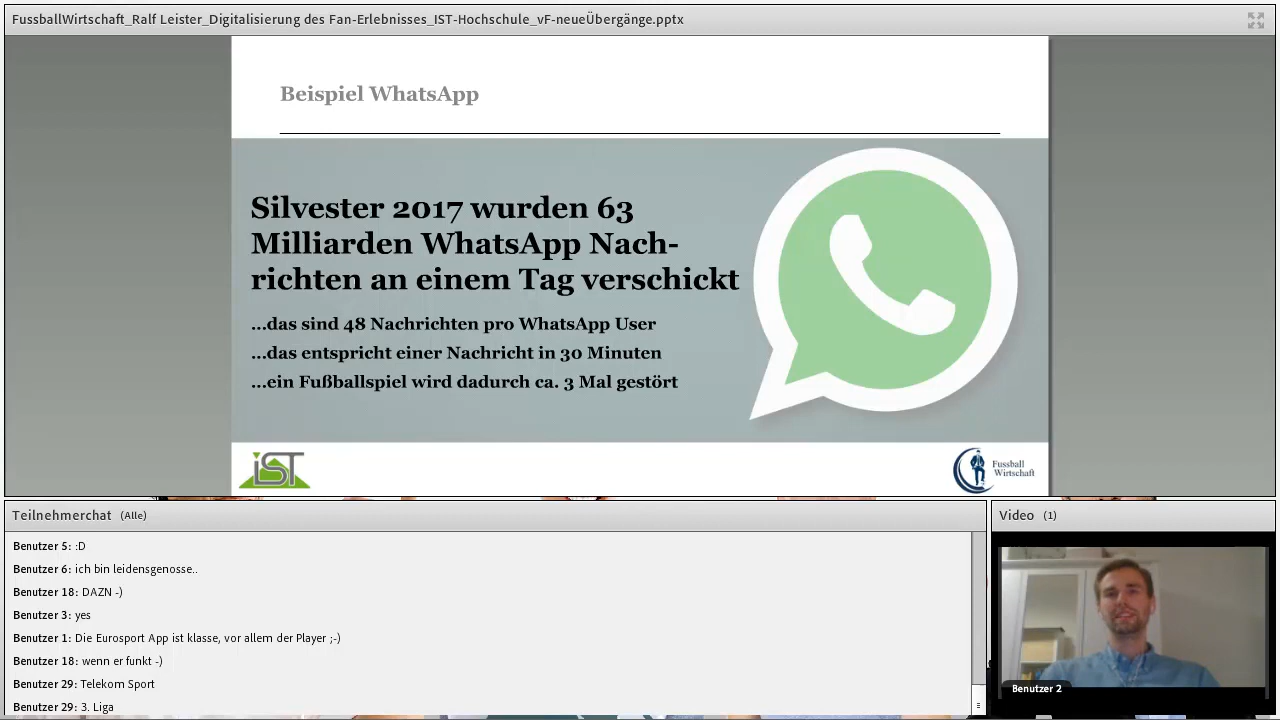 FussballWirtschaft_Ralf Leister_Digitalisierung des Fan-Erlebnisses_IST-Hochschule_vF-neueÜbergänge.pptx
Beispiel WhatsApp
Silvester 2017 wurden 63
Milliarden WhatsApp Nach-
richten an einem Tag verschickt
...das sind 48 Nachrichten pro WhatsApp User
...das entspricht einer Nachricht in 30 Minuten
...ein Fußballspiel wird dadurch ca. 3 Mal gestört
iST
Fussball
Wirtschaft
Teilnehmerchat (Alle)
Benutzer 5: :D
Benutzer 6: ich bin leidensgenosse..
Benutzer 18: DAZN -)
Benutzer 3: yes
Benutzer 1: Die Eurosport App ist klasse, vor allem der Player ;-)
Benutzer 18: wenn er funkt -)
Benutzer 29: Telekom Sport
Benutzer 29: 3. Liga
Video (1)
Benutzer 2